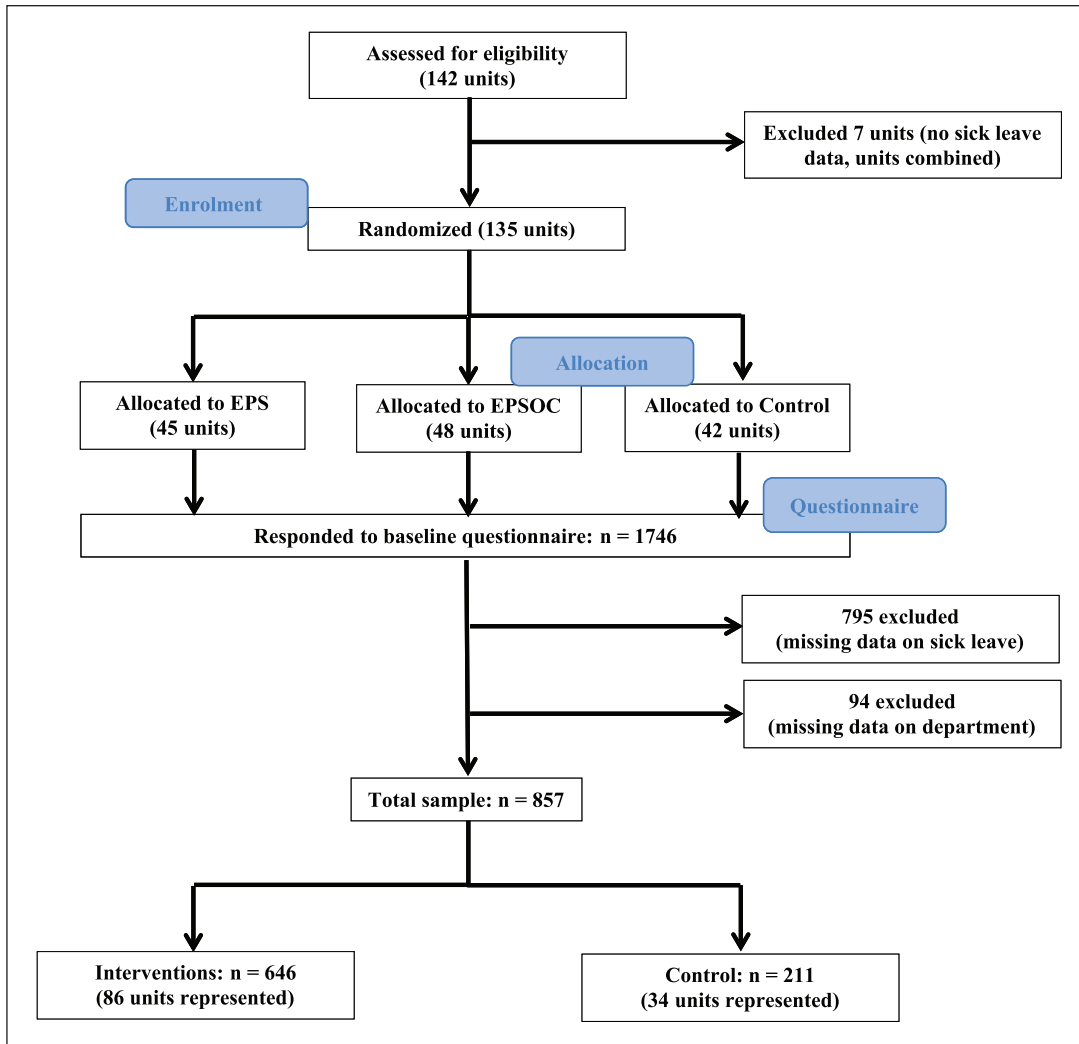 Assessed for eligibility
(142 units)
Excluded 7 units (no sick leave
data, units combined)
Enrolment
Randomized (135 units)
Allocation
Allocated to EPS
(45 units)
Allocated to EPSOC
(48 units)
Allocated to Control
(42 units)
Questionnaire
Responded to baseline questionnaire: n = 1746
795 excluded
(missing data on sick leave)
94 excluded
(missing data on department)
Total sample: n = 857
Interventions: n = 646
(86 units represented)
Control: n = 211
(34 units represented)